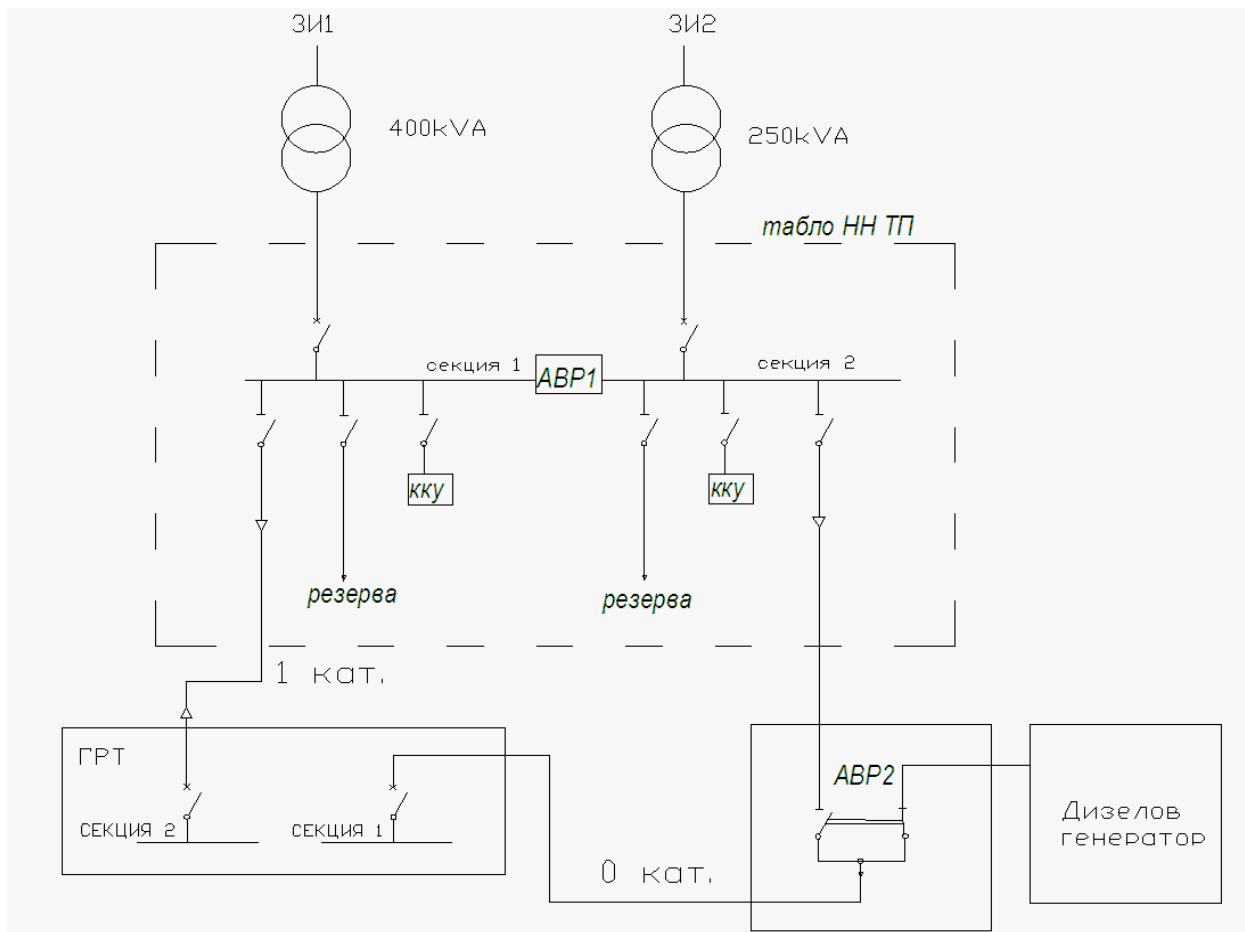 ЗИ1
ЗИ2
400kVA
250kVA
табло НН ТП
секция 1
АВР1
секция 2
кку
кку
резерва
резерва
1 кат.
ГРТ
АВР2
СЕКЦИЯ 2
СЕКЦИЯ 1
Дизелов
генератор
0 кат.